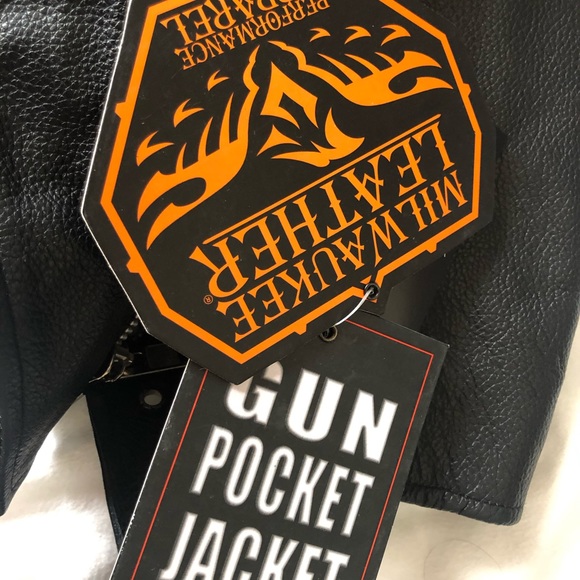 MILWAUKEE
LEATHER
®
PERFORMANCE
APPAREL
GUN
POCKET
JACKET